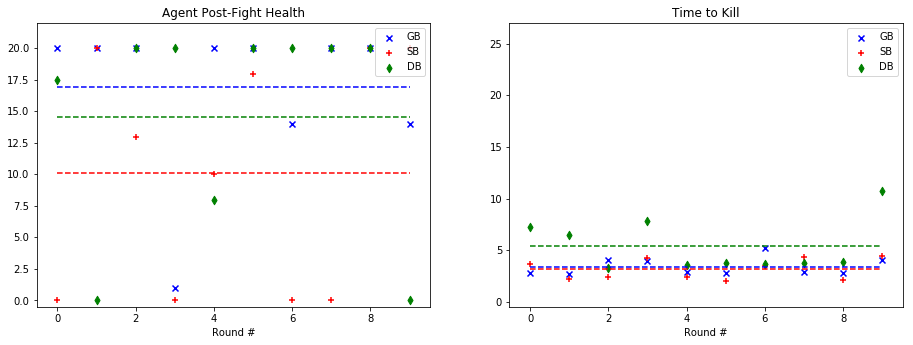 Agent Post-Fight Health
GB
SB
DB
20.0
17.5
15.0
12.5
10.0
7.5
5.0
2.5
0.0
0 2 4 6 8
Round #
Time to Kill
GB
SB
DB
25
20
15
10
5
0
0 2 4 6 8
Round #